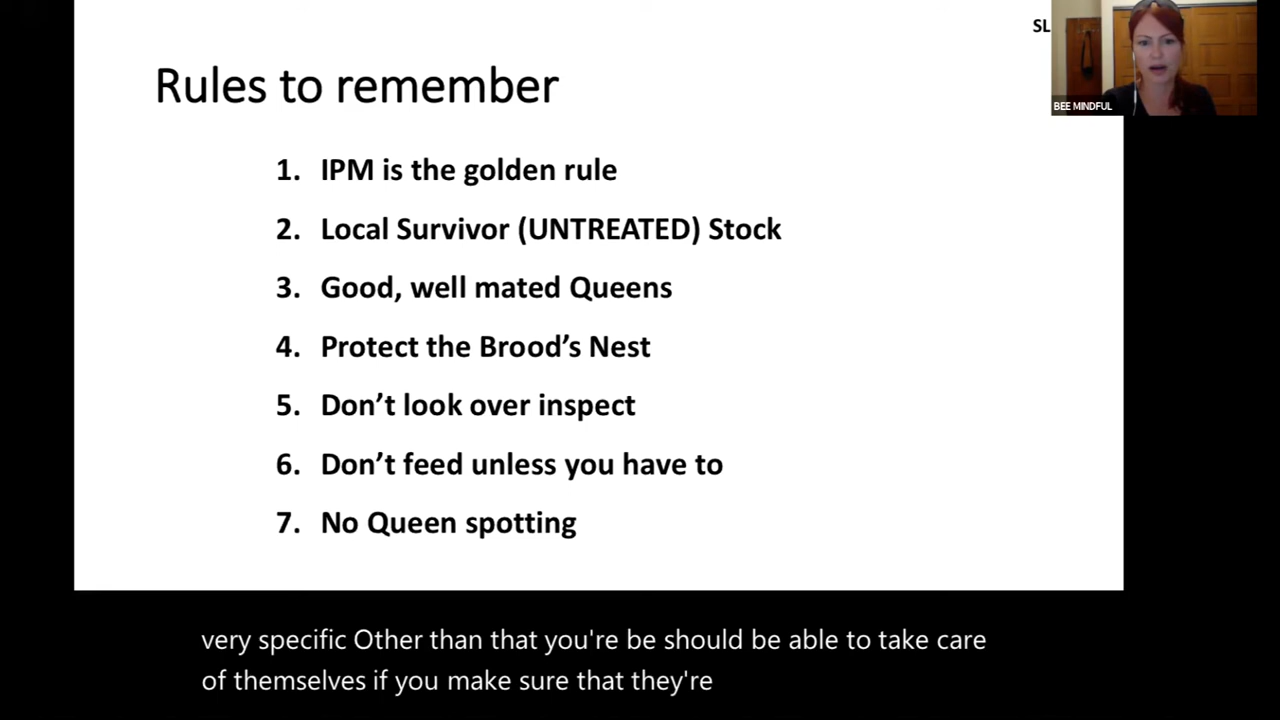 SL
BEE MINDFUL
Rules to remember
1. IPM is the golden rule
2. Local Survivor (UNTREATED) Stock
3. Good, well mated Queens
4. Protect the Brood’s Nest
5. Don’t look over inspect
6. Don’t feed unless you have to
7. No Queen spotting
very specific Other than that you're be should be able to take care
of themselves if you make sure that they're